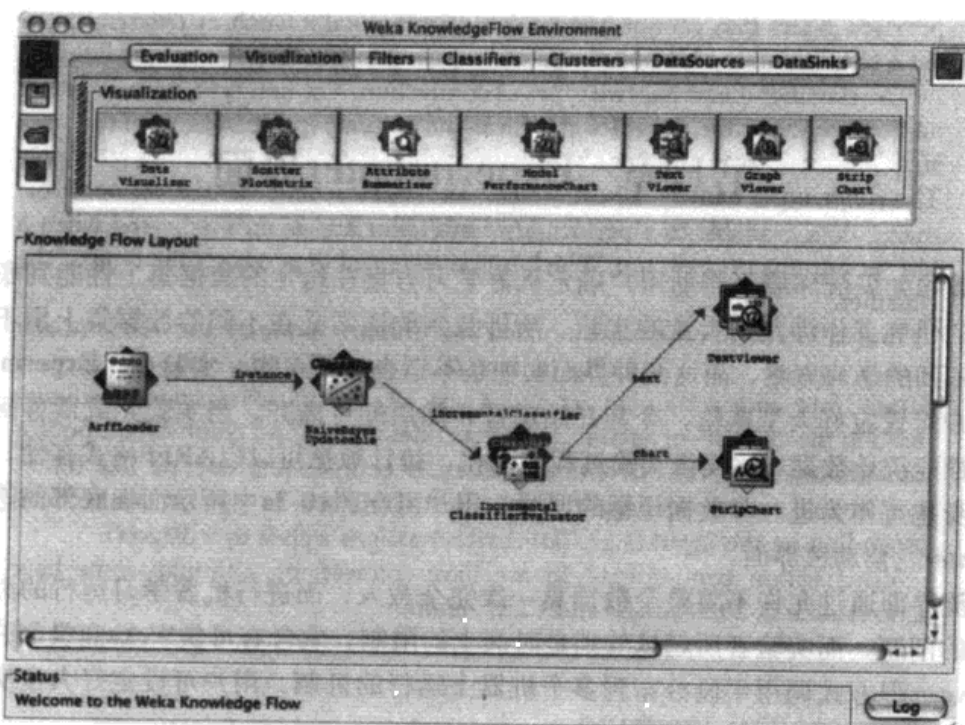 Weka KnowledgeFlow Environment
Evaluation Visualization Filters Classifiers Clusterers DataSources DataSinks
Visualization
Data Visualizer
Scatter PlotMatrix
Attribute Summarizer
Model PerformanceChart
Text Viewer
Graph Viewer
Strip Chart
Knowledge Flow Layout
ArffLoader
instance
NaiveBayes
Updateable
incrementalClassifier
Incremental
ClassifierEvaluator
text
TextViewer
chart
StripChart
Status
Welcome to the Weka Knowledge Flow
Log